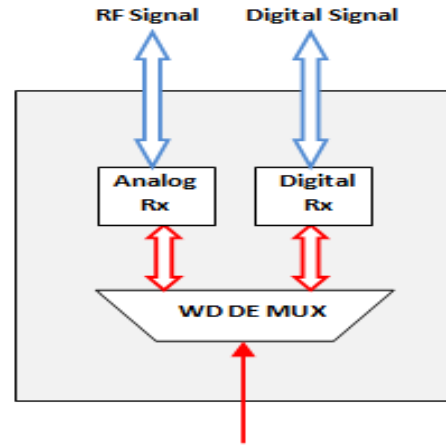 RF Signal
Digital Signal
Analog
Rx
Digital
Rx
WD DE MUX